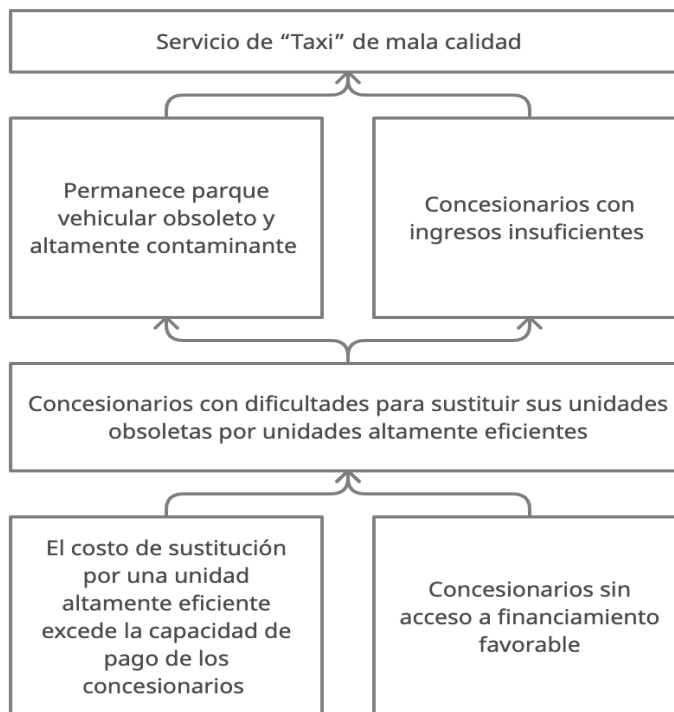 Servicio de “Taxi” de mala calidad
Permanece parque
vehicular obsoleto y
altamente contaminante
Concesionarios con
ingresos insuficientes
Concesionarios con dificultades para sustituir sus unidades
obsoletas por unidades altamente eficientes
El costo de sustitución
por una unidad
altamente eficiente
excede la capacidad de
pago de los
concesionarios
Concesionarios sin
acceso a financiamiento
favorable